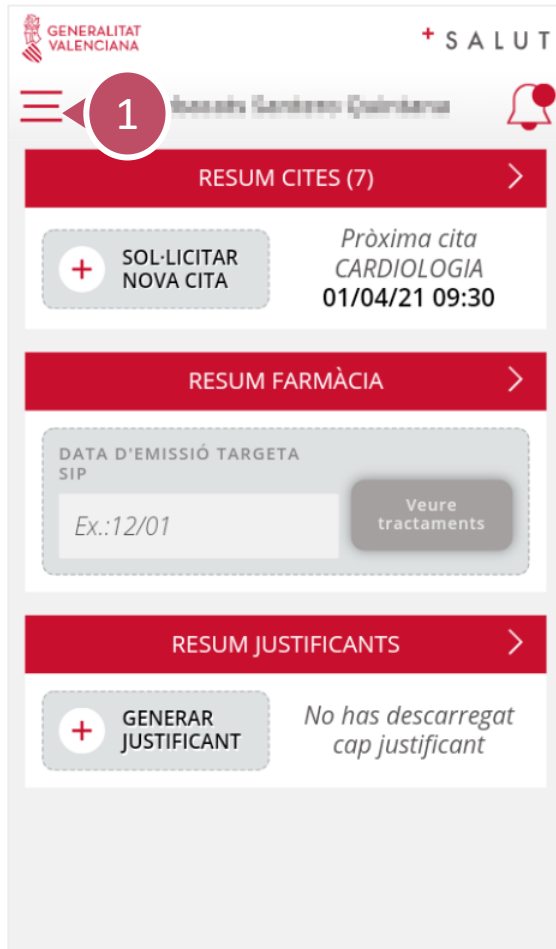 GENERALITAT
VALENCIANA
+SALUT
1
RESUM CITES (7)
SOL·LICITAR
NOVA CITA
Pròxima cita
CARDIOLOGIA
01/04/21 09:30
RESUM FARMÀCIA
DATA D'EMISSIÓ TARGETA
SIP
Ex.:12/01
Veure
tractaments
RESUM JUSTIFICANTS
GENERAR
JUSTIFICANT
No has descarregat
cap justificant